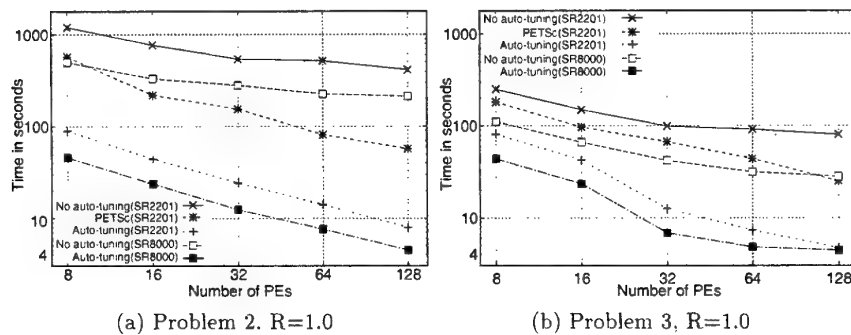 1000
100
10
4
Time in seconds
No auto-tuning(SR2201)
PETSc(SR2201)
Auto-tuning(SR2201)
No auto-tuning(SR8000)
Auto-tuning(SR8000)
8 16 32 64 128
Number of PEs
(a) Problem 2. R=1.0
1000
100
10
4
Time in seconds
No auto-tuning(SR2201)
PETSc(SR2201)
Auto-tuning(SR2201)
No auto-tuning(SR8000)
Auto-tuning(SR8000)
8 16 32 64 128
Number of PEs
(b) Problem 3, R=1.0